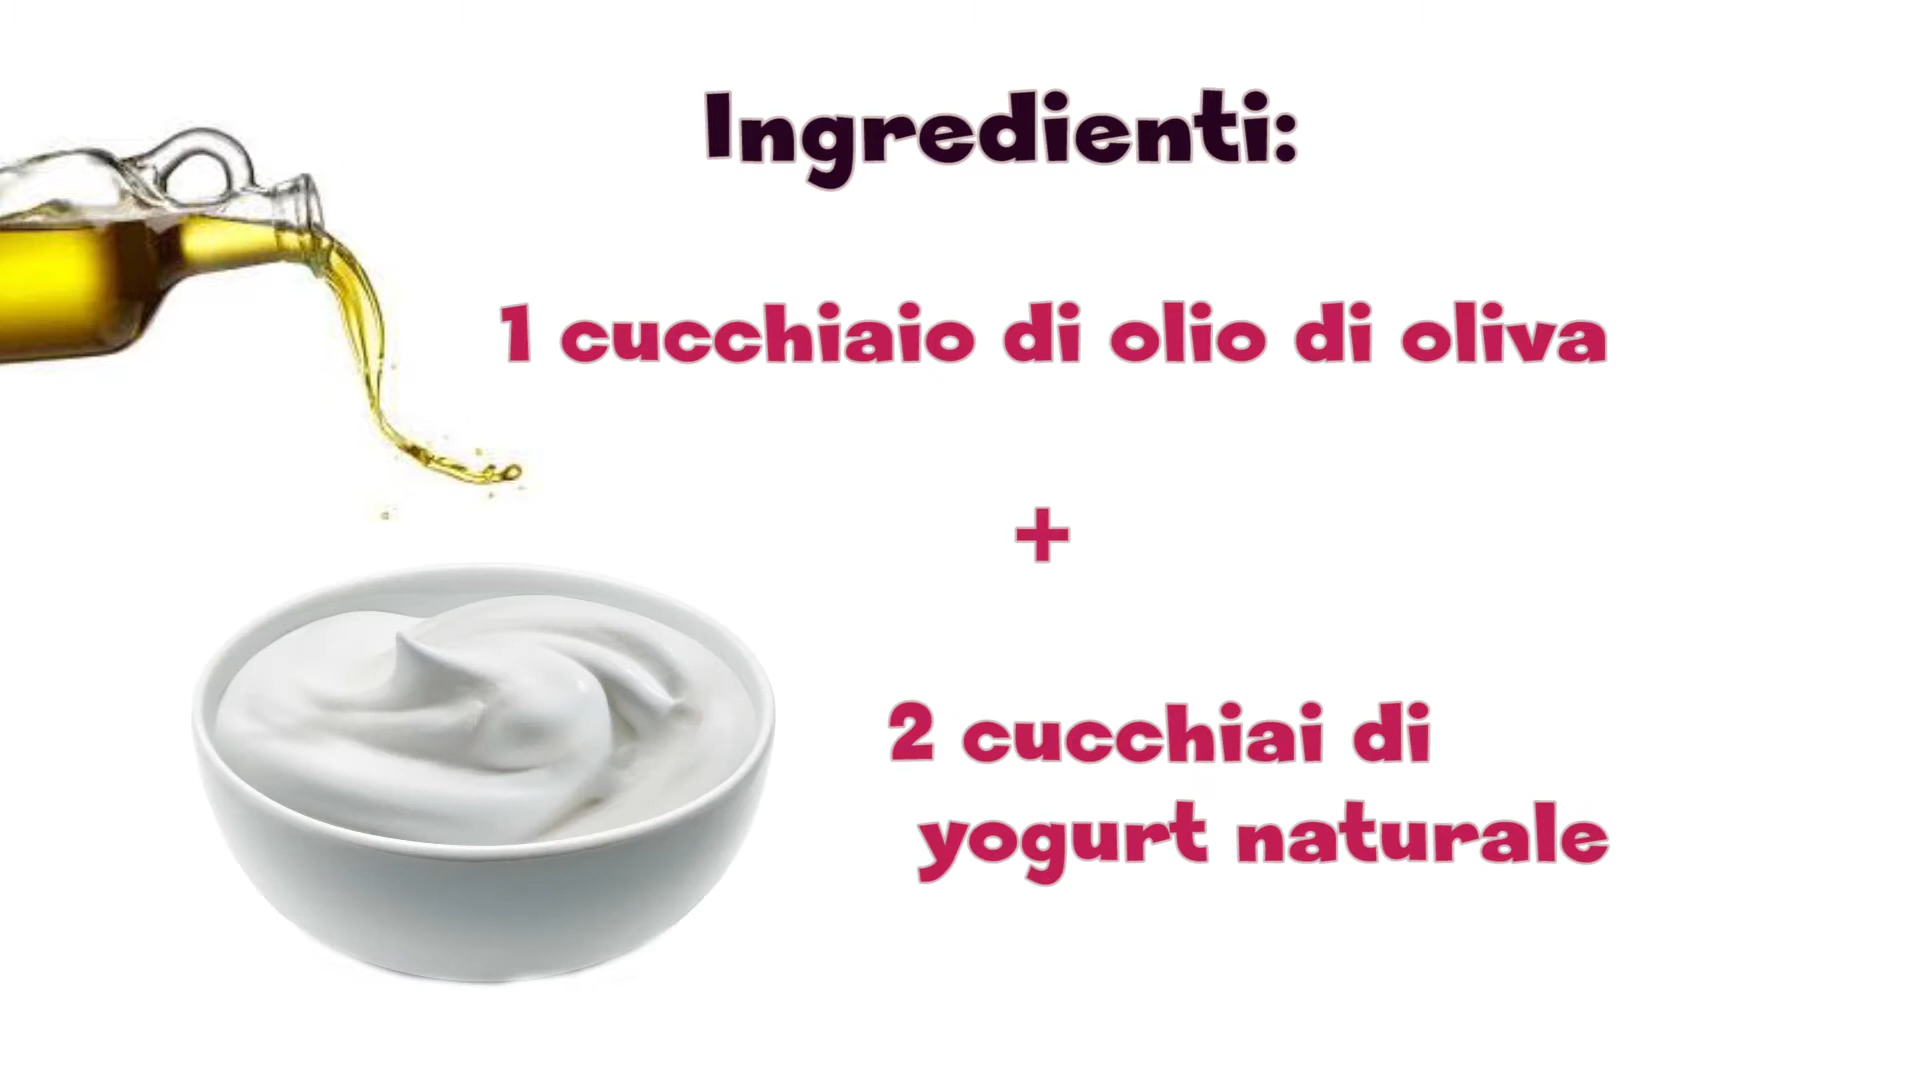 Ingredienti:
1 cucchiaio di olio di oliva
+
2 cucchiai di
yogurt naturale